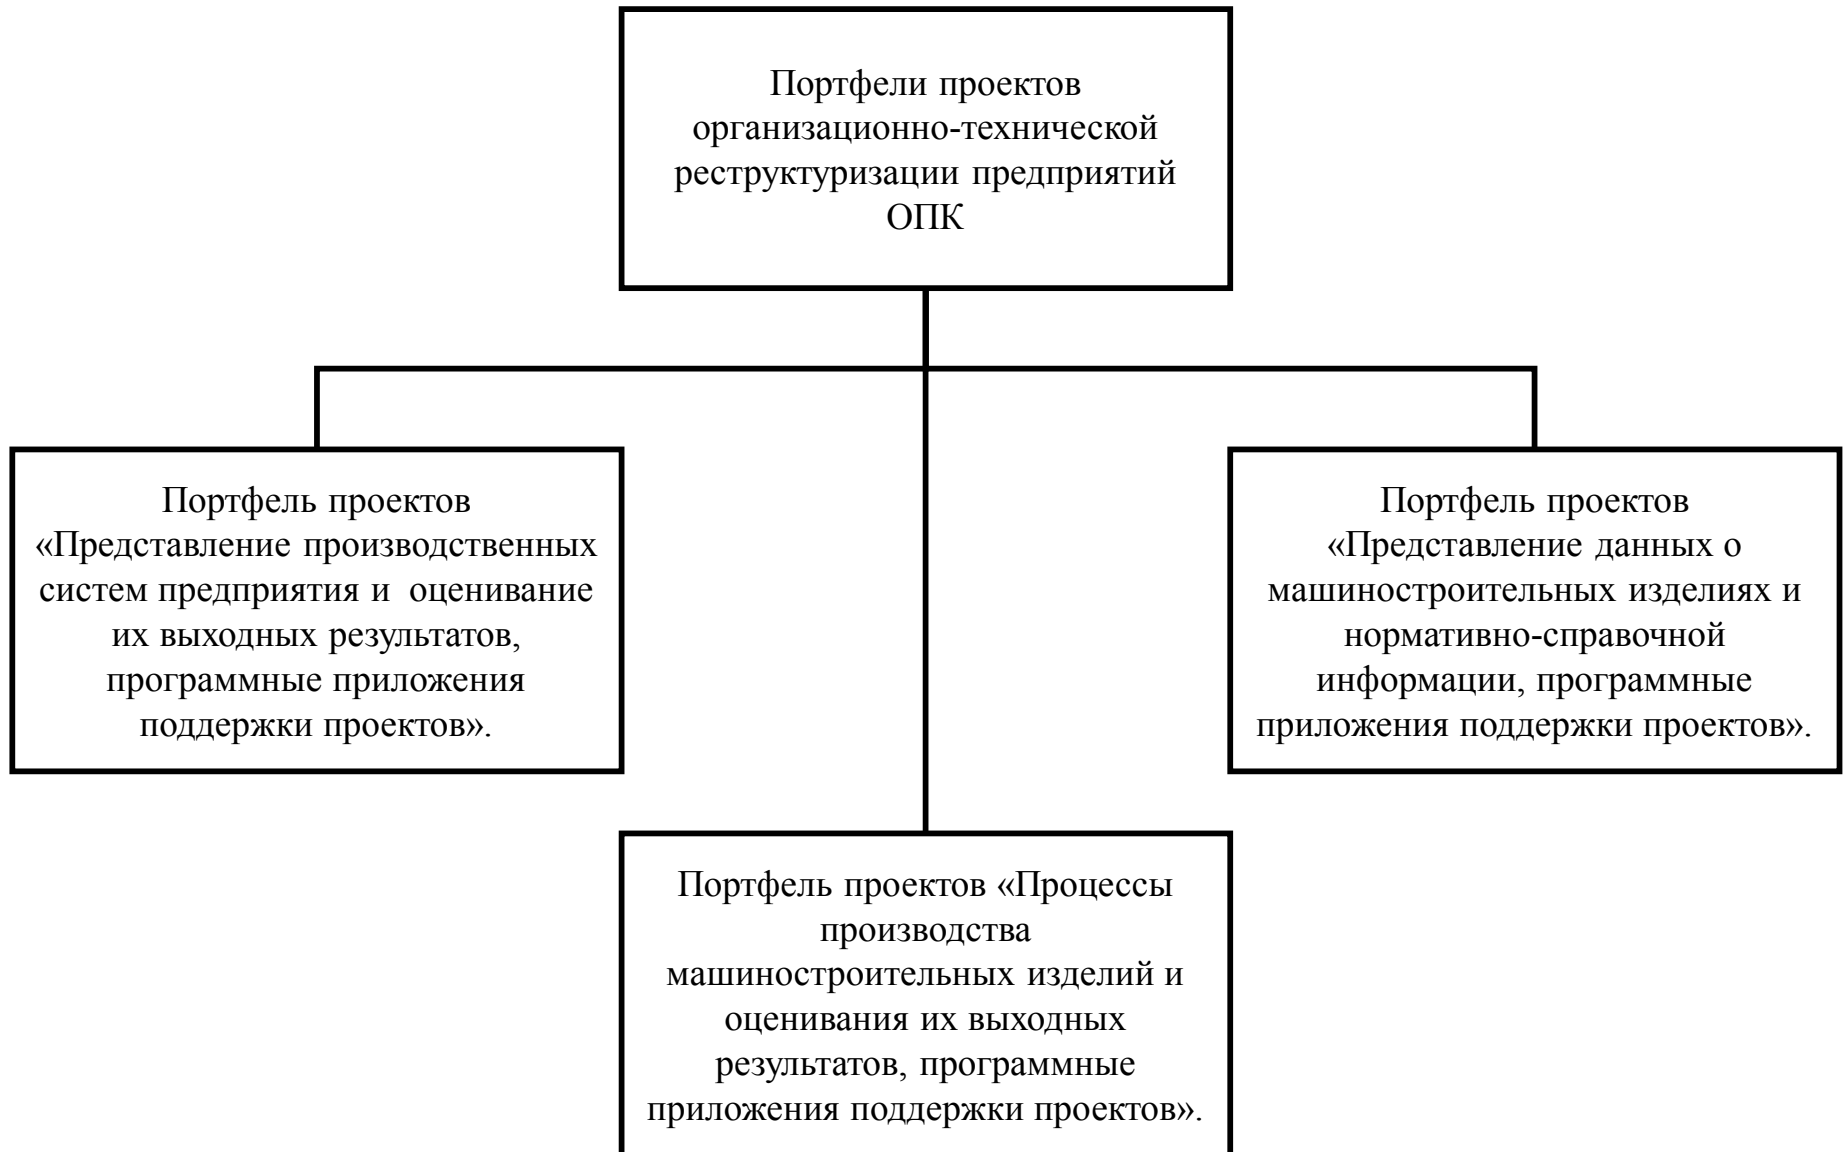 Портфели проектов
организационно-технической
реструктуризации предприятий
ОПК
Портфель проектов
«Представление производственных
систем предприятия и  оценивание
их выходных результатов,
программные приложения
поддержки проектов».
Портфель проектов
«Представление данных о
машиностроительных изделиях и
нормативно-справочной
информации, программные
приложения поддержки проектов».
Портфель проектов «Процессы
производства
машиностроительных изделий и
оценивания их выходных
результатов, программные
приложения поддержки проектов».